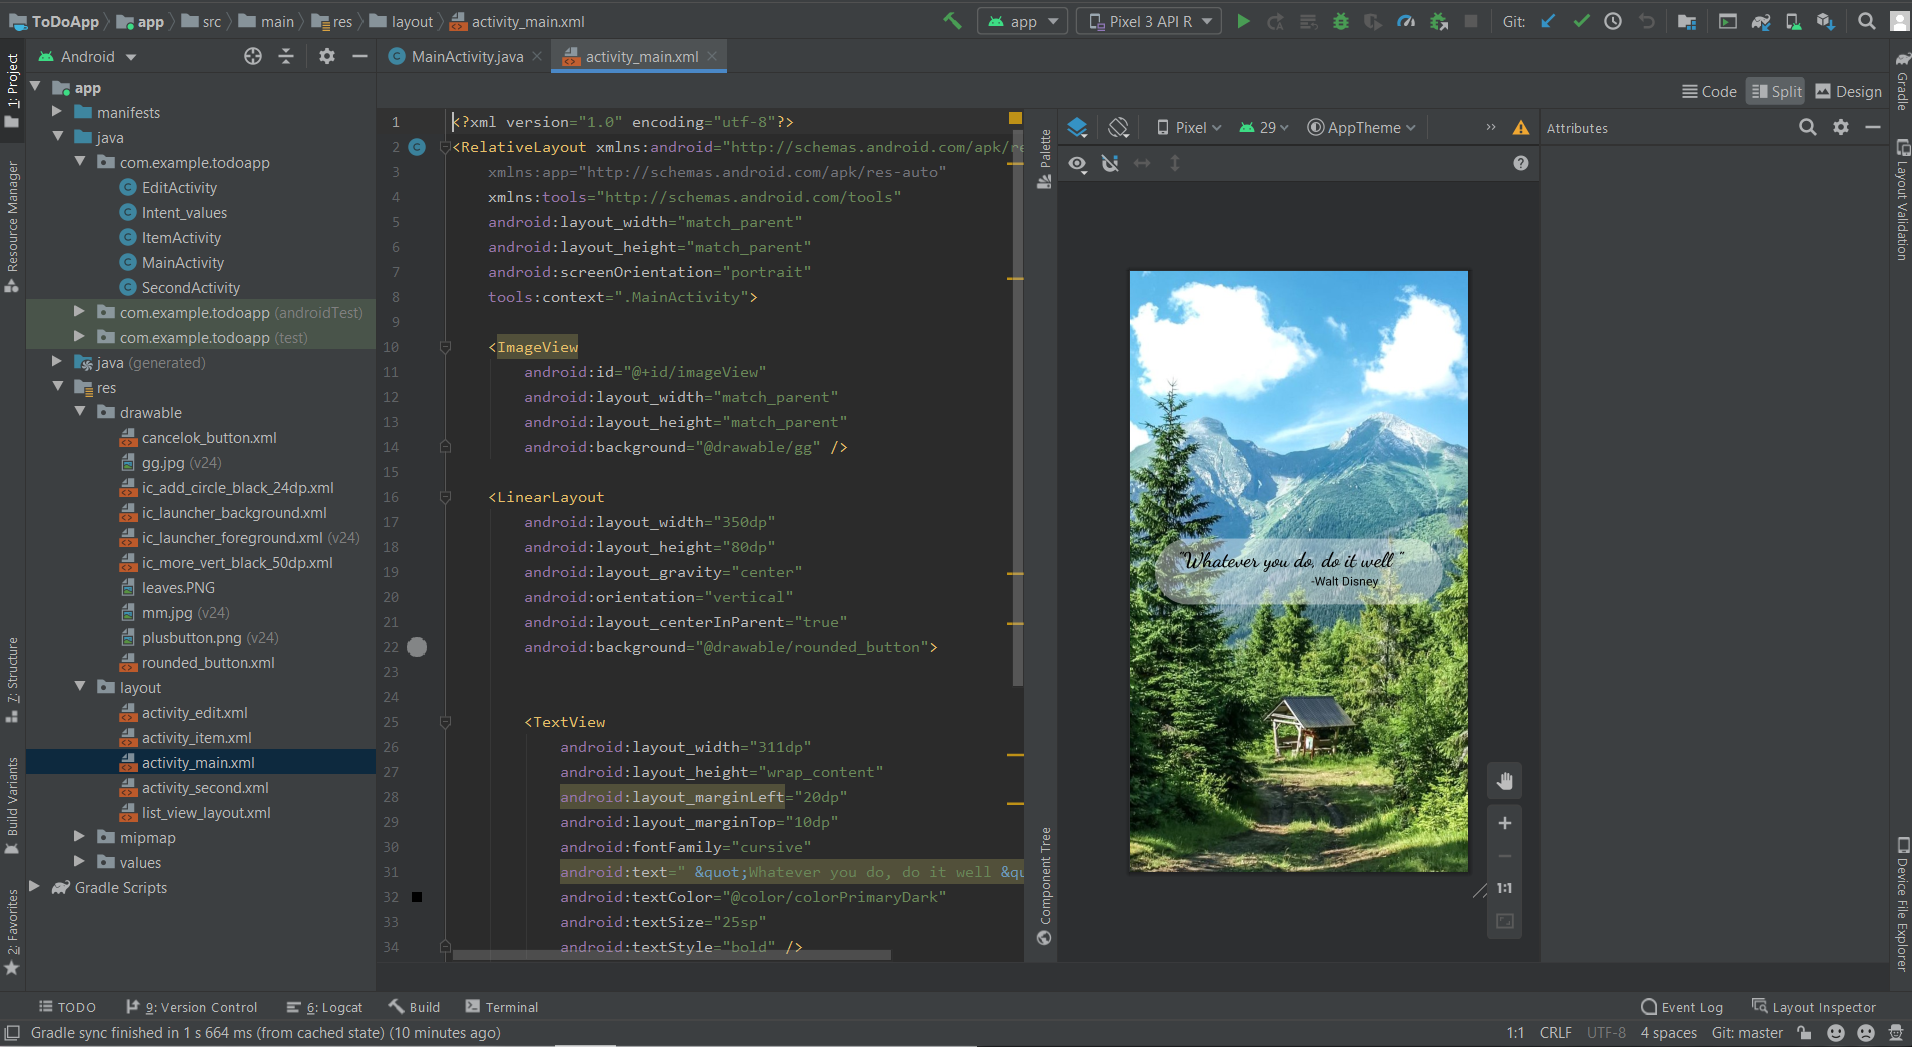 ToDoApp app src main res layout activity_main.xml app Pixel 3 API R Git:
Android MainActivity.java activity_main.xml
Code Split Design
1: Project
Resource Manager
7: Structure
Build Variants
2: Favorites
app
manifests
java
com.example.todoapp
EditActivity
Intent_values
ItemActivity
MainActivity
SecondActivity
com.example.todoapp (androidTest)
com.example.todoapp (test)
java (generated)
res
drawable
cancelok_button.xml
gg.jpg (v24)
ic_add_circle_black_24dp.xml
ic_launcher_background.xml
ic_launcher_foreground.xml (v24)
ic_more_vert_black_50dp.xml
leaves.PNG
mm.jpg (v24)
plusbutton.png (v24)
rounded_button.xml
layout
activity_edit.xml
activity_item.xml
activity_main.xml
activity_second.xml
list_view_layout.xml
mipmap
values
Gradle Scripts
1 <?xml version="1.0" encoding="utf-8"?>
2 <RelativeLayout xmlns:android="http://schemas.android.com/apk/re
3 xmlns:app="http://schemas.android.com/apk/res-auto"
4 xmlns:tools="http://schemas.android.com/tools"
5 android:layout_width="match_parent"
6 android:layout_height="match_parent"
7 android:screenOrientation="portrait"
8 tools:context=".MainActivity">
9
10 <ImageView
11 android:id="@+id/imageView"
12 android:layout_width="match_parent"
13 android:layout_height="match_parent"
14 android:background="@drawable/gg" />
15
16 <LinearLayout
17 android:layout_width="350dp"
18 android:layout_height="80dp"
19 android:layout_gravity="center"
20 android:orientation="vertical"
21 android:layout_centerInParent="true"
22 android:background="@drawable/rounded_button">
23
24
25 <TextView
26 android:layout_width="311dp"
27 android:layout_height="wrap_content"
28 android:layout_marginLeft="20dp"
29 android:layout_marginTop="10dp"
30 android:fontFamily="cursive"
31 android:text=" &quot;Whatever you do, do it well &qu
32 android:textColor="@color/colorPrimaryDark"
33 android:textSize="25sp"
34 android:textStyle="bold" />
Palette
Component Tree
Pixel 29 AppTheme
"Whatever you do, do it well "
-Walt Disney
1:1
Attributes
Gradle
Layout Validation
Device File Explorer
TODO 9: Version Control 6: Logcat Build Terminal Event Log Layout Inspector
Gradle sync finished in 1 s 664 ms (from cached state) (10 minutes ago) 1:1 CRLF UTF-8 4 spaces Git: master